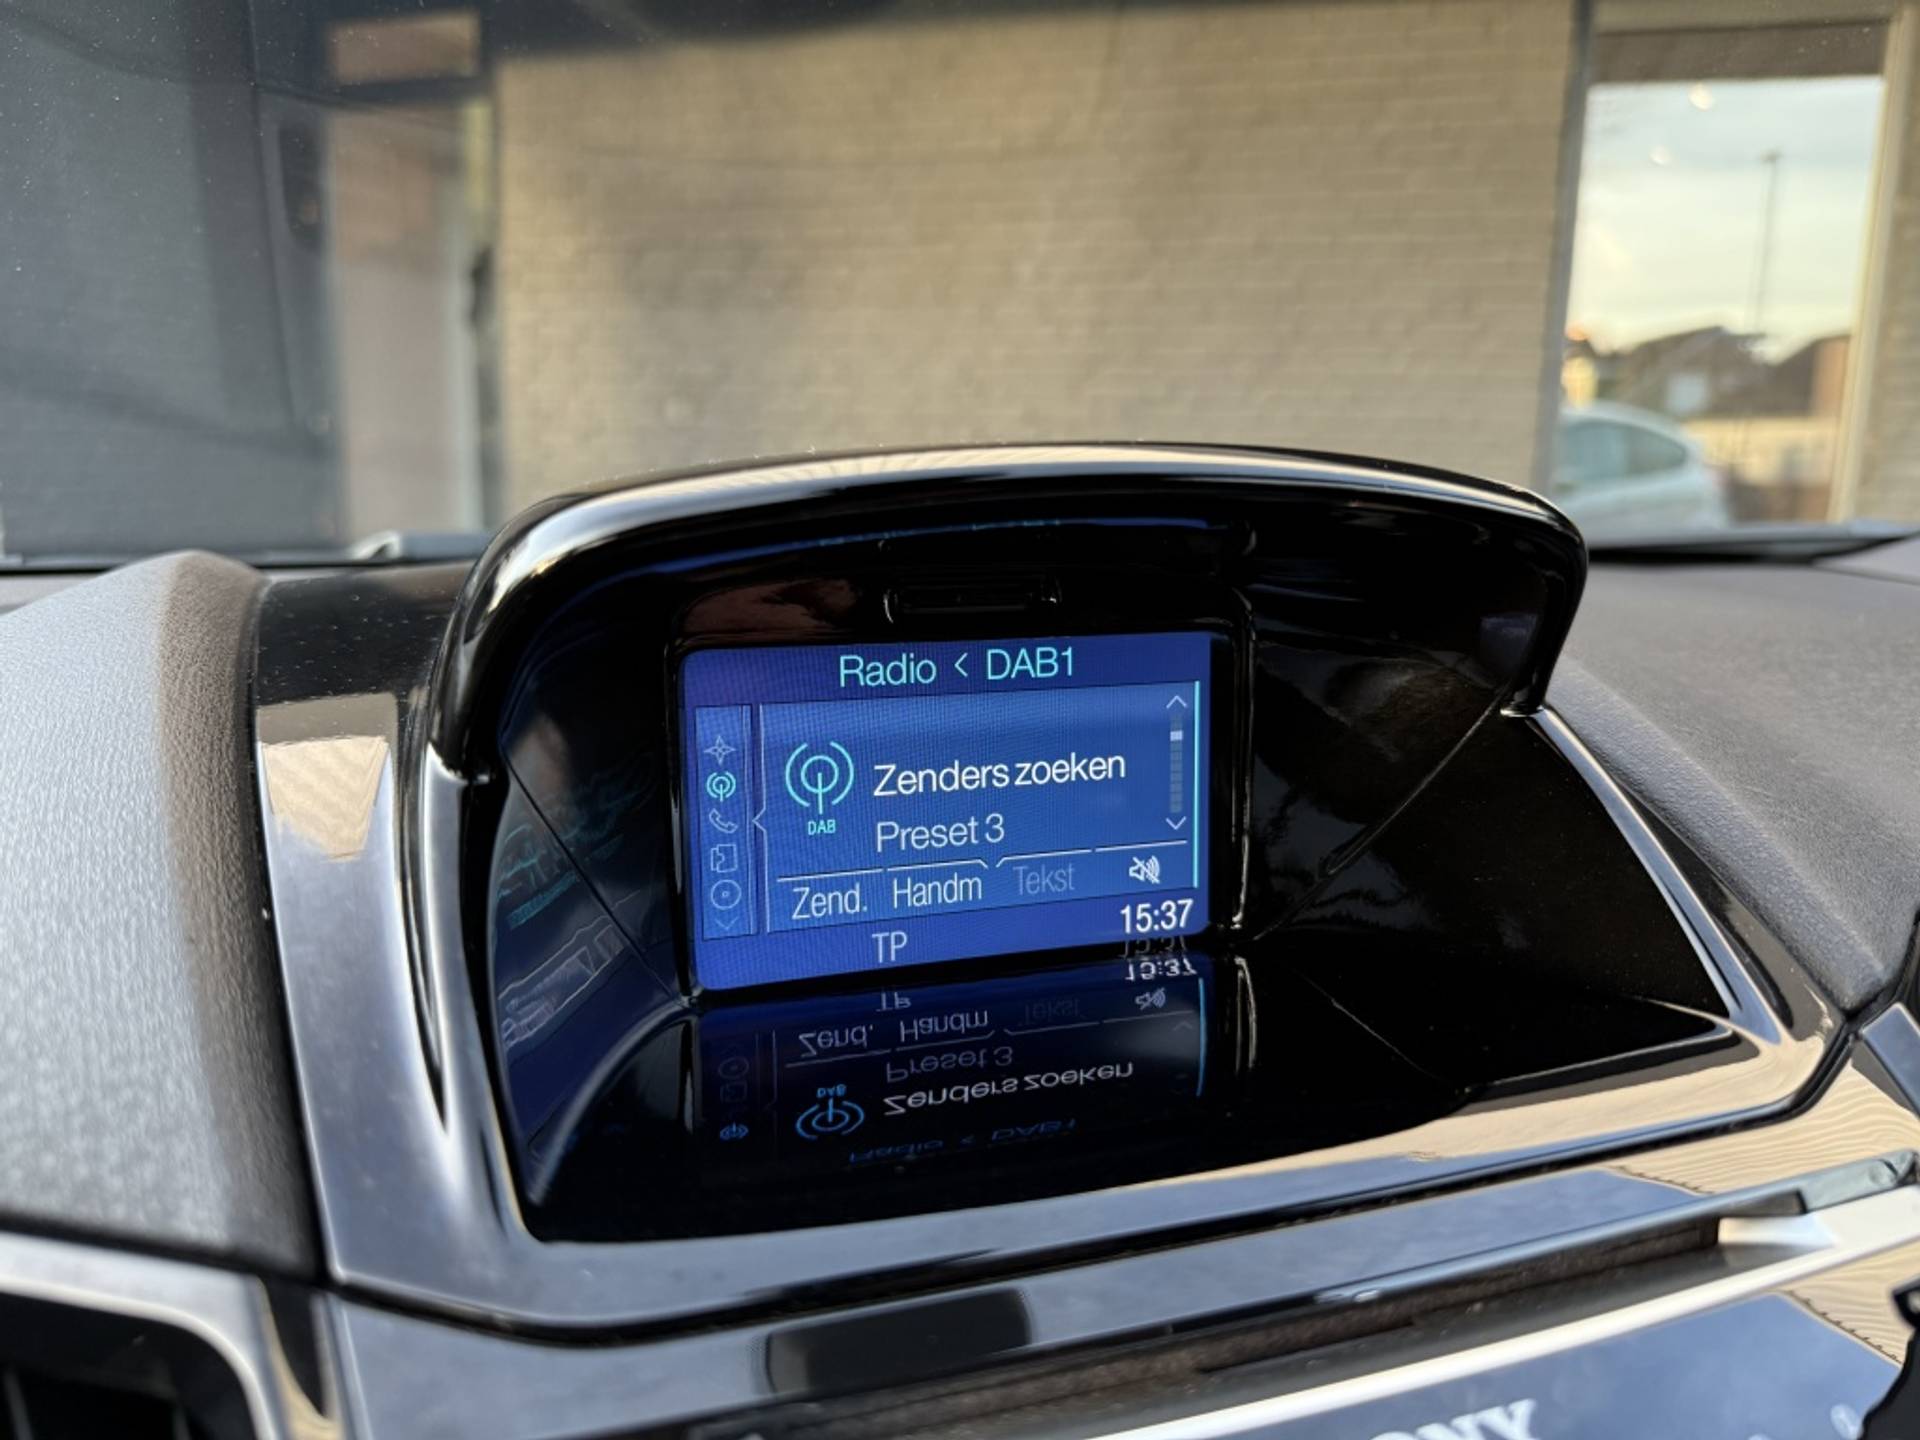 Radio < DAB1
Zenders zoeken
DAB
Preset 3
Zend. Handm Tekst
15:37
TP